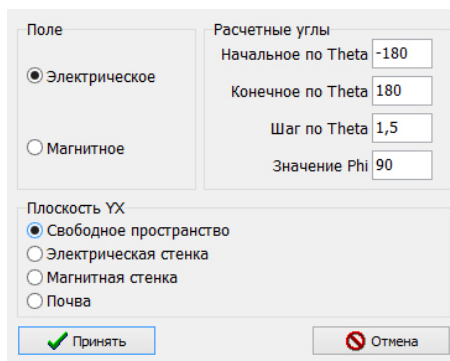 Поле
Электрическое
Магнитное
Расчетные углы
Начальное по Theta -180
Конечное по Theta 180
Шаг по Theta 1,5
Значение Phi 90
Плоскость YX
Свободное пространство
Электрическая стенка
Магнитная стенка
Почва
Принять
Отмена